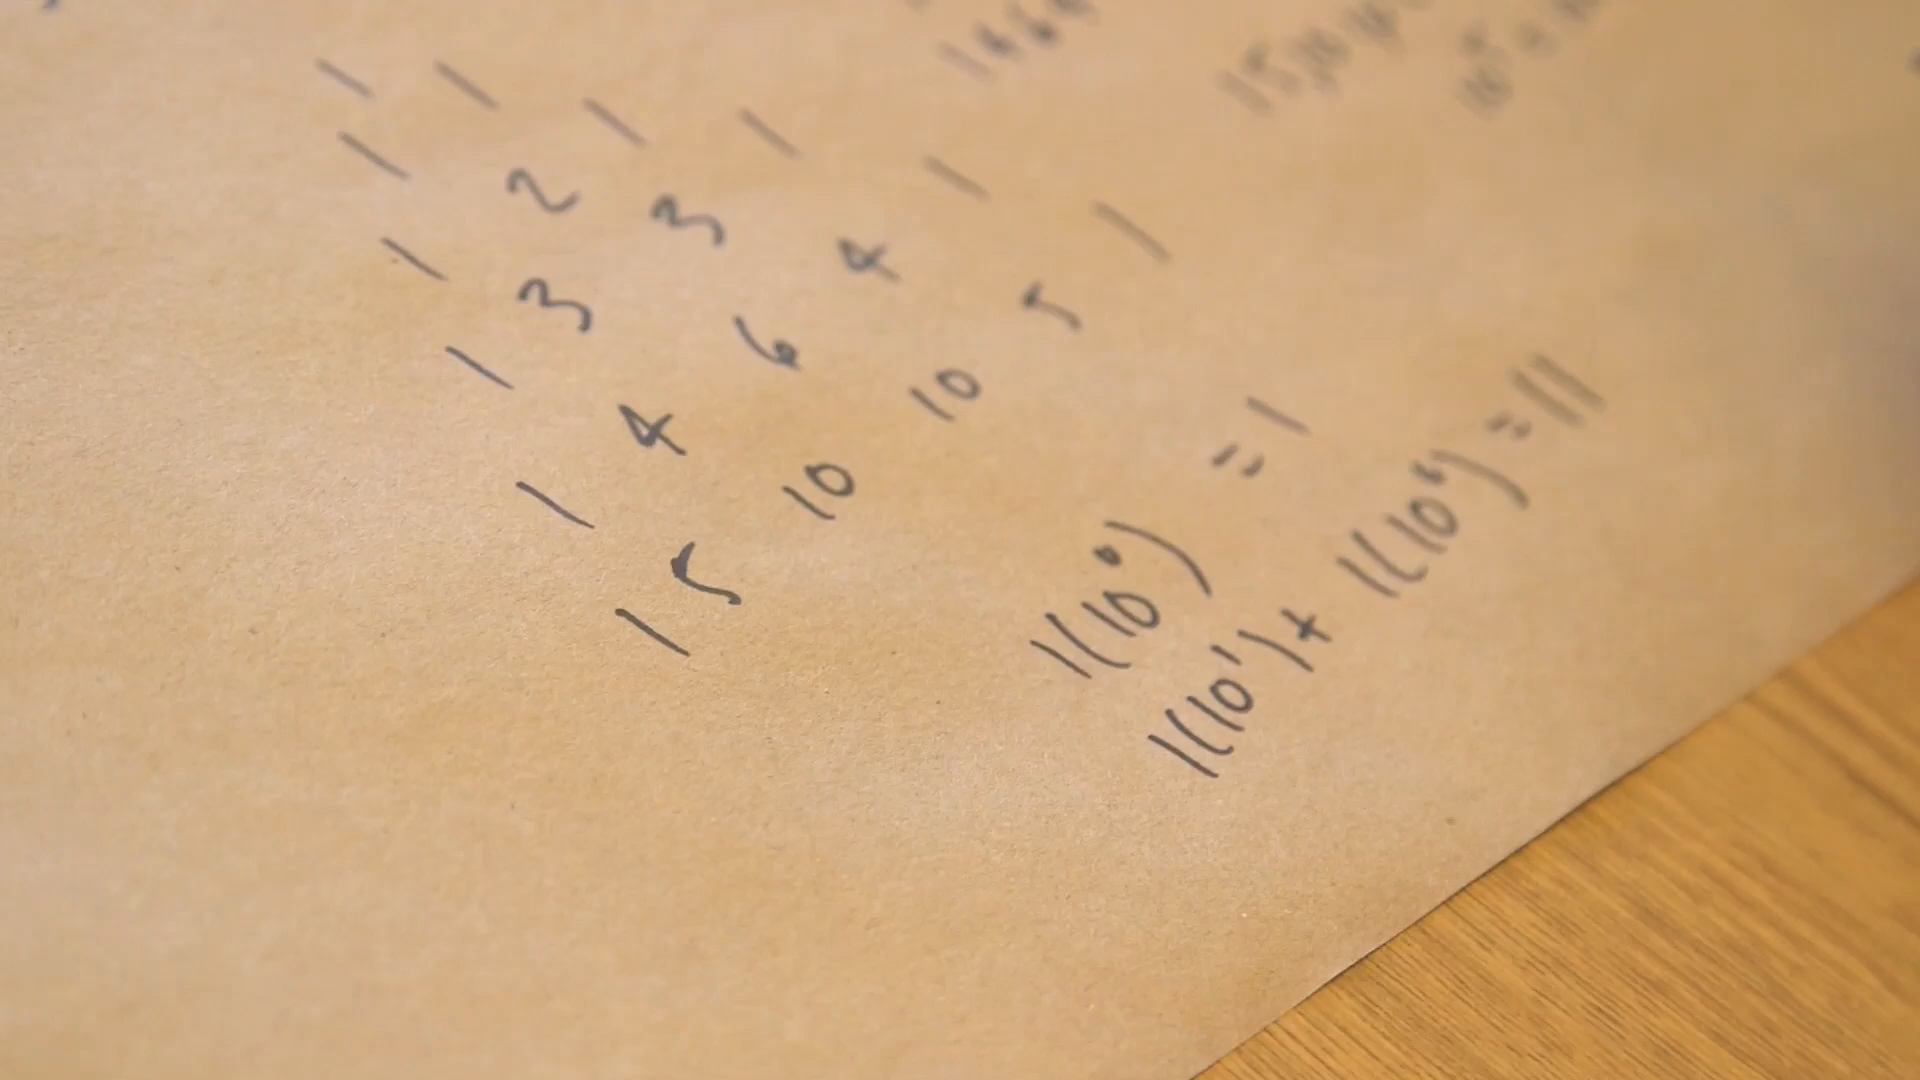 1
1 1
1 2 1
1 3 3 1
1 4 6 4 1
1 5 10 10 5 1
1(10⁰) = 1
1(10¹) + 1(10⁰) = 11